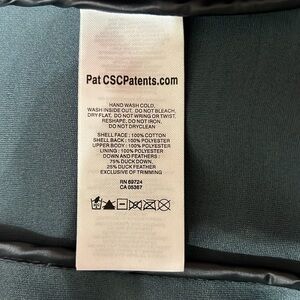 Pat CSCPatents.com
HAND WASH COLD.
WASH INSIDE OUT. DO NOT BLEACH,
DRY FLAT. DO NOT WRING OR TWIST.
RESHAPE. DO NOT IRON.
DO NOT DRYCLEAN
SHELL FACE : 100% COTTON
SHELL BACK : 100% POLYESTER
UPPER BODY : 100% POLYESTER
LINING : 100% POLYESTER
DOWN AND FEATHERS :
75% DUCK DOWN,
25% DUCK FEATHER
EXCLUSIVE OF TRIMMING
RN 69724
CA 05367